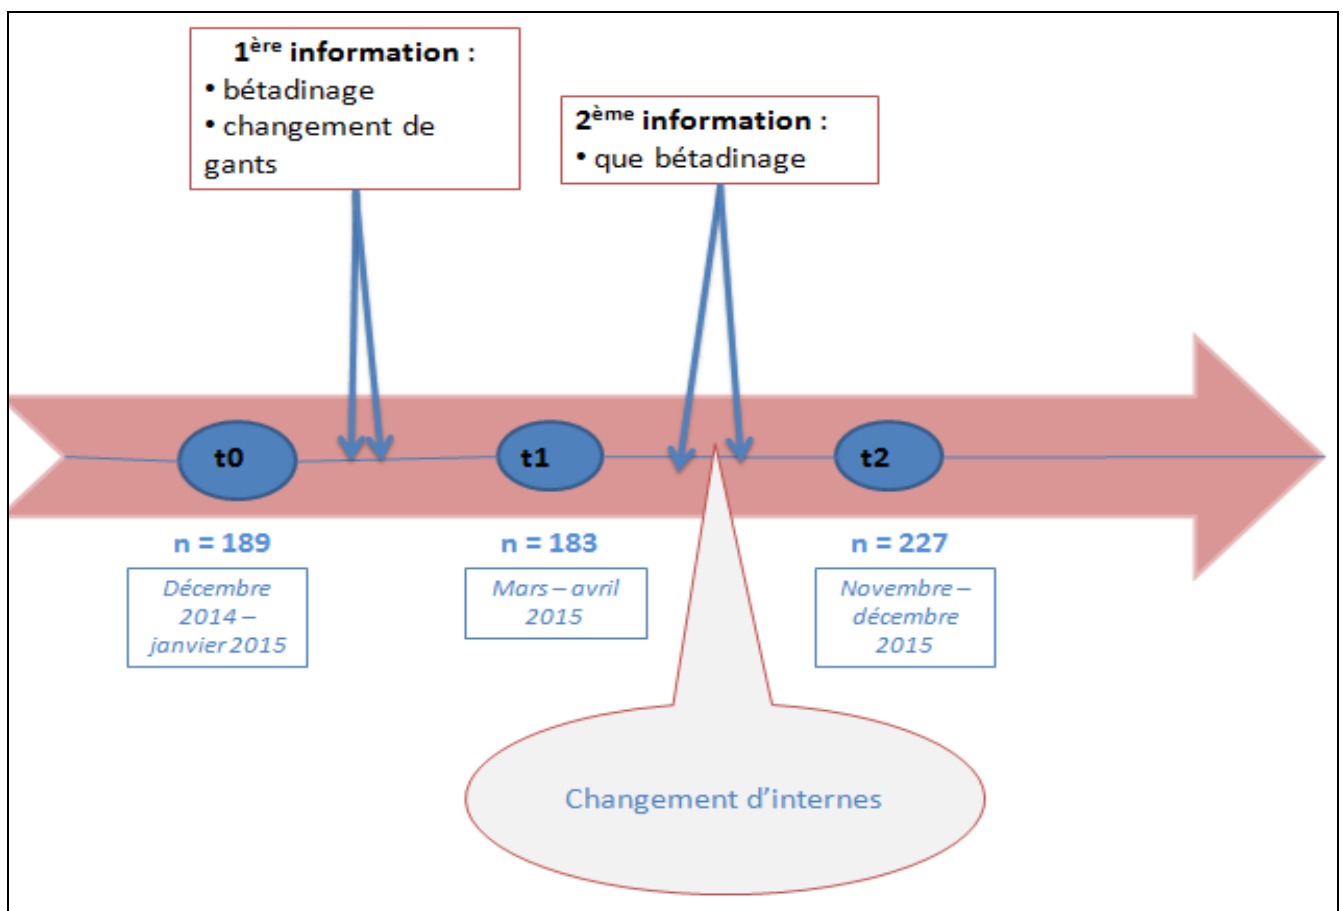 1ère information :
• bétadinage
• changement de
gants
2ème information :
• que bétadinage
t0
t1
t2
n = 189
n = 183
n = 227
Décembre
2014 –
janvier 2015
Mars – avril
2015
Novembre –
décembre
2015
Changement d’internes